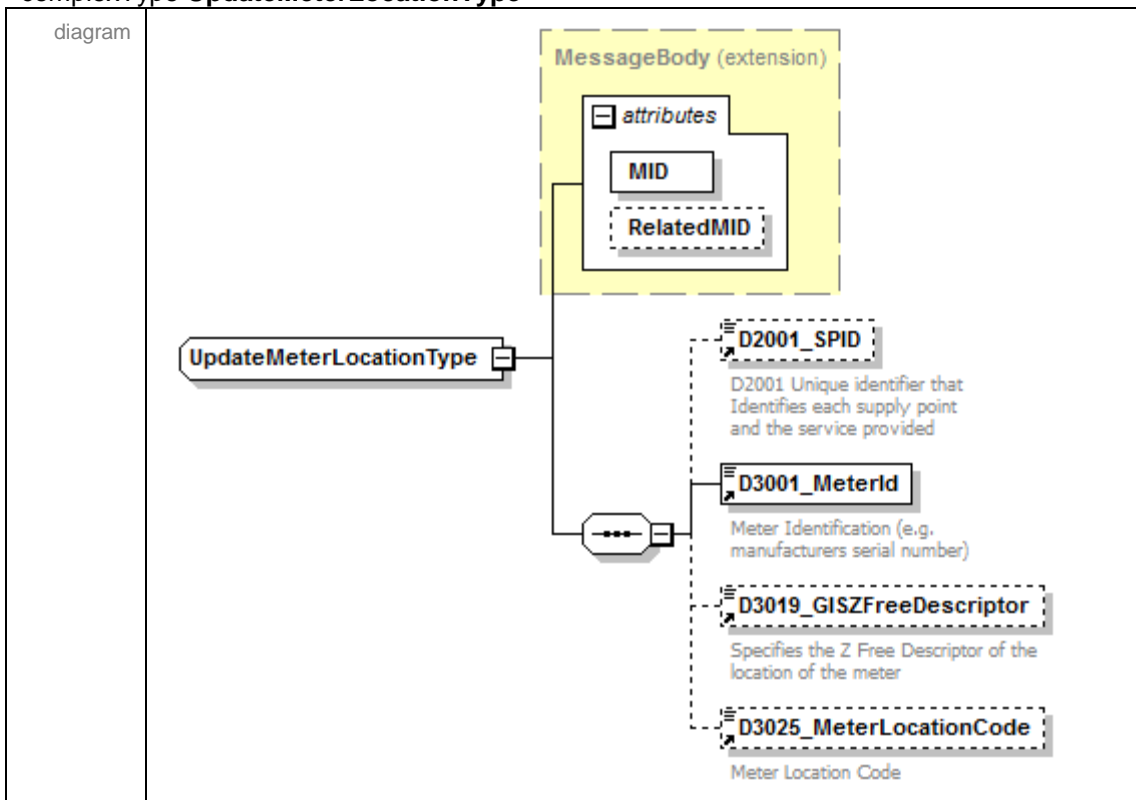 complexType UpdateMeterLocationType
diagram
MessageBody (extension)
attributes
MID
RelatedMID
UpdateMeterLocationType
D2001_SPID
D2001 Unique identifier that
Identifies each supply point
and the service provided
D3001_MeterId
Meter Identification (e.g.
manufacturers serial number)
D3019_GISZFreeDescriptor
Specifies the Z Free Descriptor of the
location of the meter
D3025_MeterLocationCode
Meter Location Code